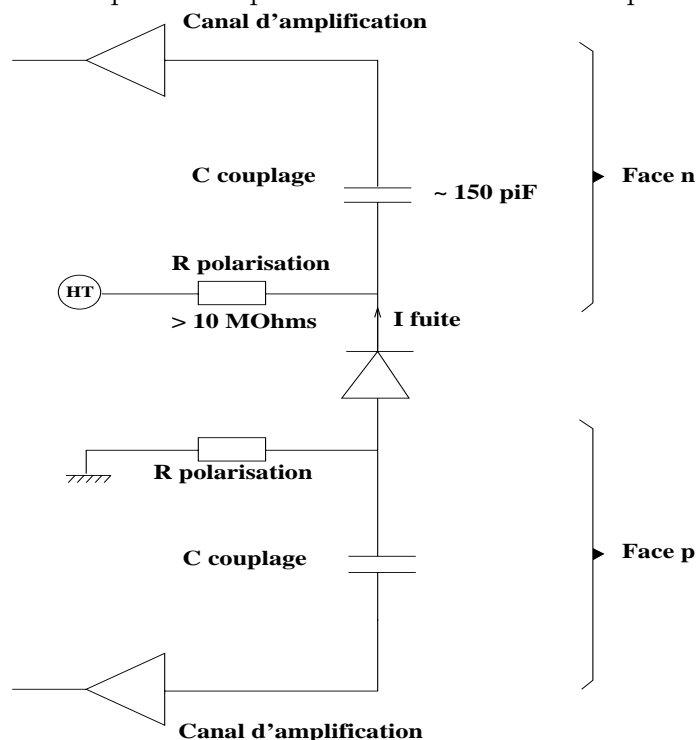 Canal d'amplification
C couplage
~ 150 piF
Face n
R polarisation
HT
> 10 MOhms
I fuite
R polarisation
C couplage
Face p
Canal d'amplification